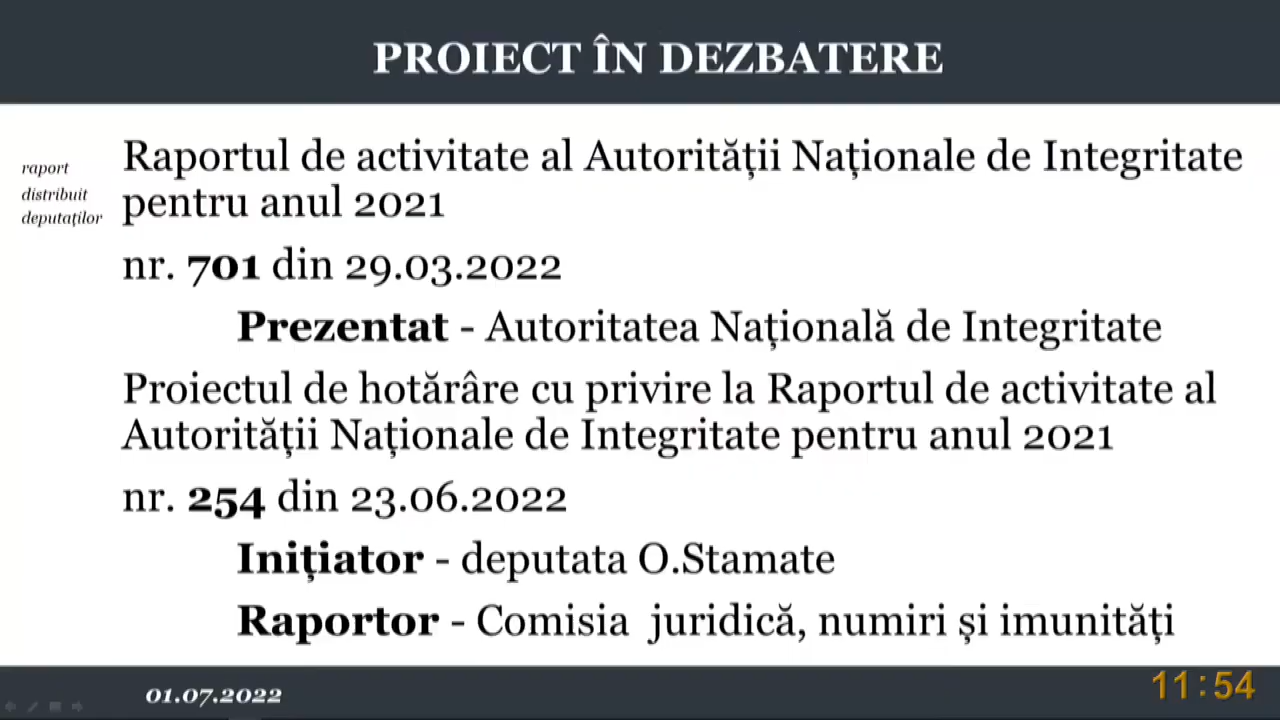 PROIECT ÎN DEZBATERE
raport
distribuit
deputaților
Raportul de activitate al Autorității Naționale de Integritate
pentru anul 2021
nr. 701 din 29.03.2022
Prezentat - Autoritatea Națională de Integritate
Proiectul de hotărâre cu privire la Raportul de activitate al
Autorității Naționale de Integritate pentru anul 2021
nr. 254 din 23.06.2022
Inițiator - deputata O.Stamate
Raportor - Comisia juridică, numiri și imunități
01.07.2022
11:54